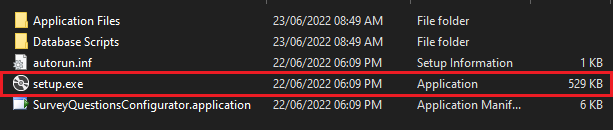 Application Files 23/06/2022 08:49 AM File folder
Database Scripts 23/06/2022 08:49 AM File folder
autorun.inf 22/06/2022 06:09 PM Setup Information 1 KB
setup.exe 22/06/2022 06:09 PM Application 529 KB
SurveyQuestionsConfigurator.application 22/06/2022 06:09 PM Application Manif... 6 KB